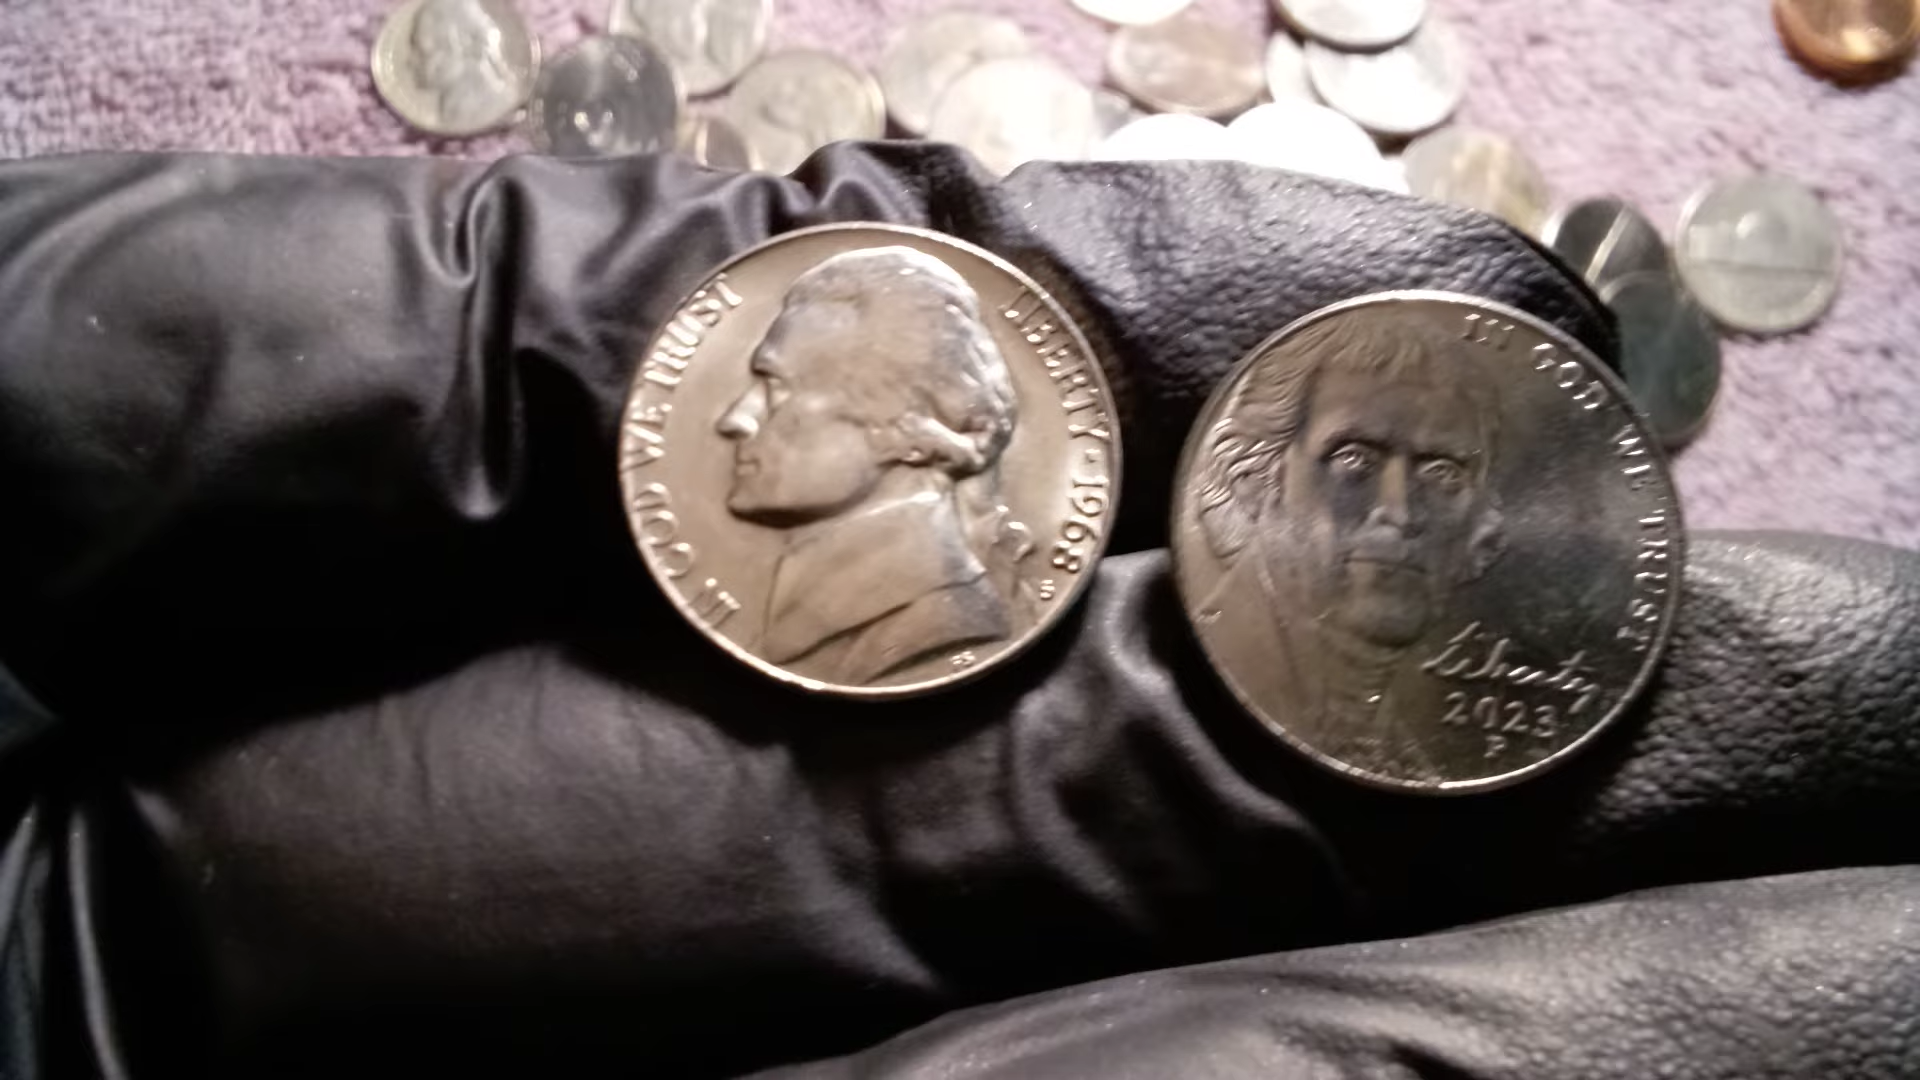 IN GOD WE TRUST
LIBERTY · 1968
S
FS
IN GOD WE TRUST
Liberty
2023
P